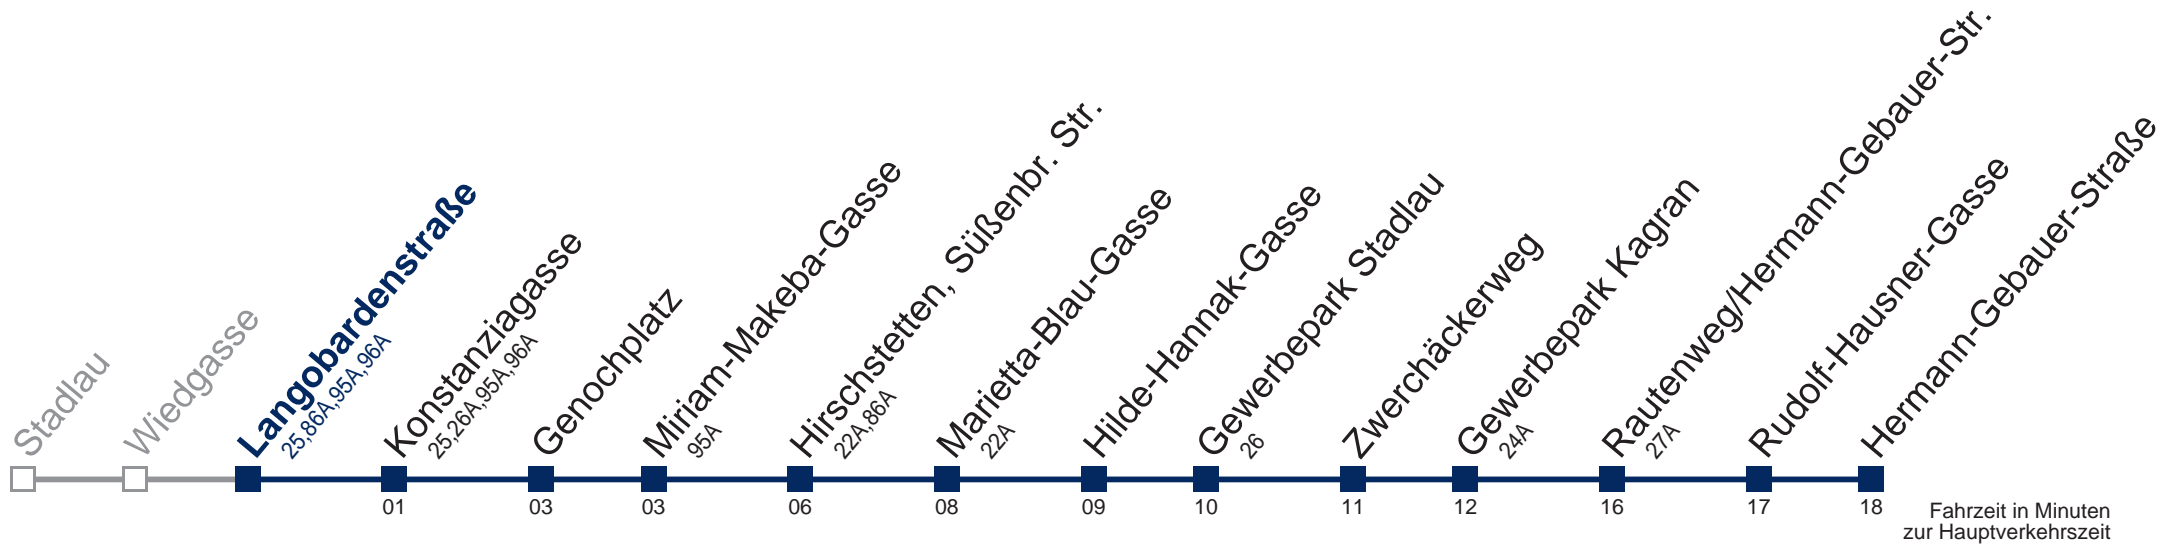 Stadlau
Wiedgasse
Langobardenstraße
25,86A,95A,96A
Konstanziagasse
25,26A,95A,96A
Genochplatz
Miriam-Makeba-Gasse
95A
Hirschstetten, Süßenbr. Str.
22A,86A
Marietta-Blau-Gasse
22A
Hilde-Hannak-Gasse
Gewerbepark Stadlau
26
Zwerchäckerweg
Gewerbepark Kagran
24A
Rautenweg/Hermann-Gebauer-Str.
27A
Rudolf-Hausner-Gasse
Hermann-Gebauer-Straße
01 03 03 06 08 09 10 11 12 16 17 18
Fahrzeit in Minuten
zur Hauptverkehrszeit